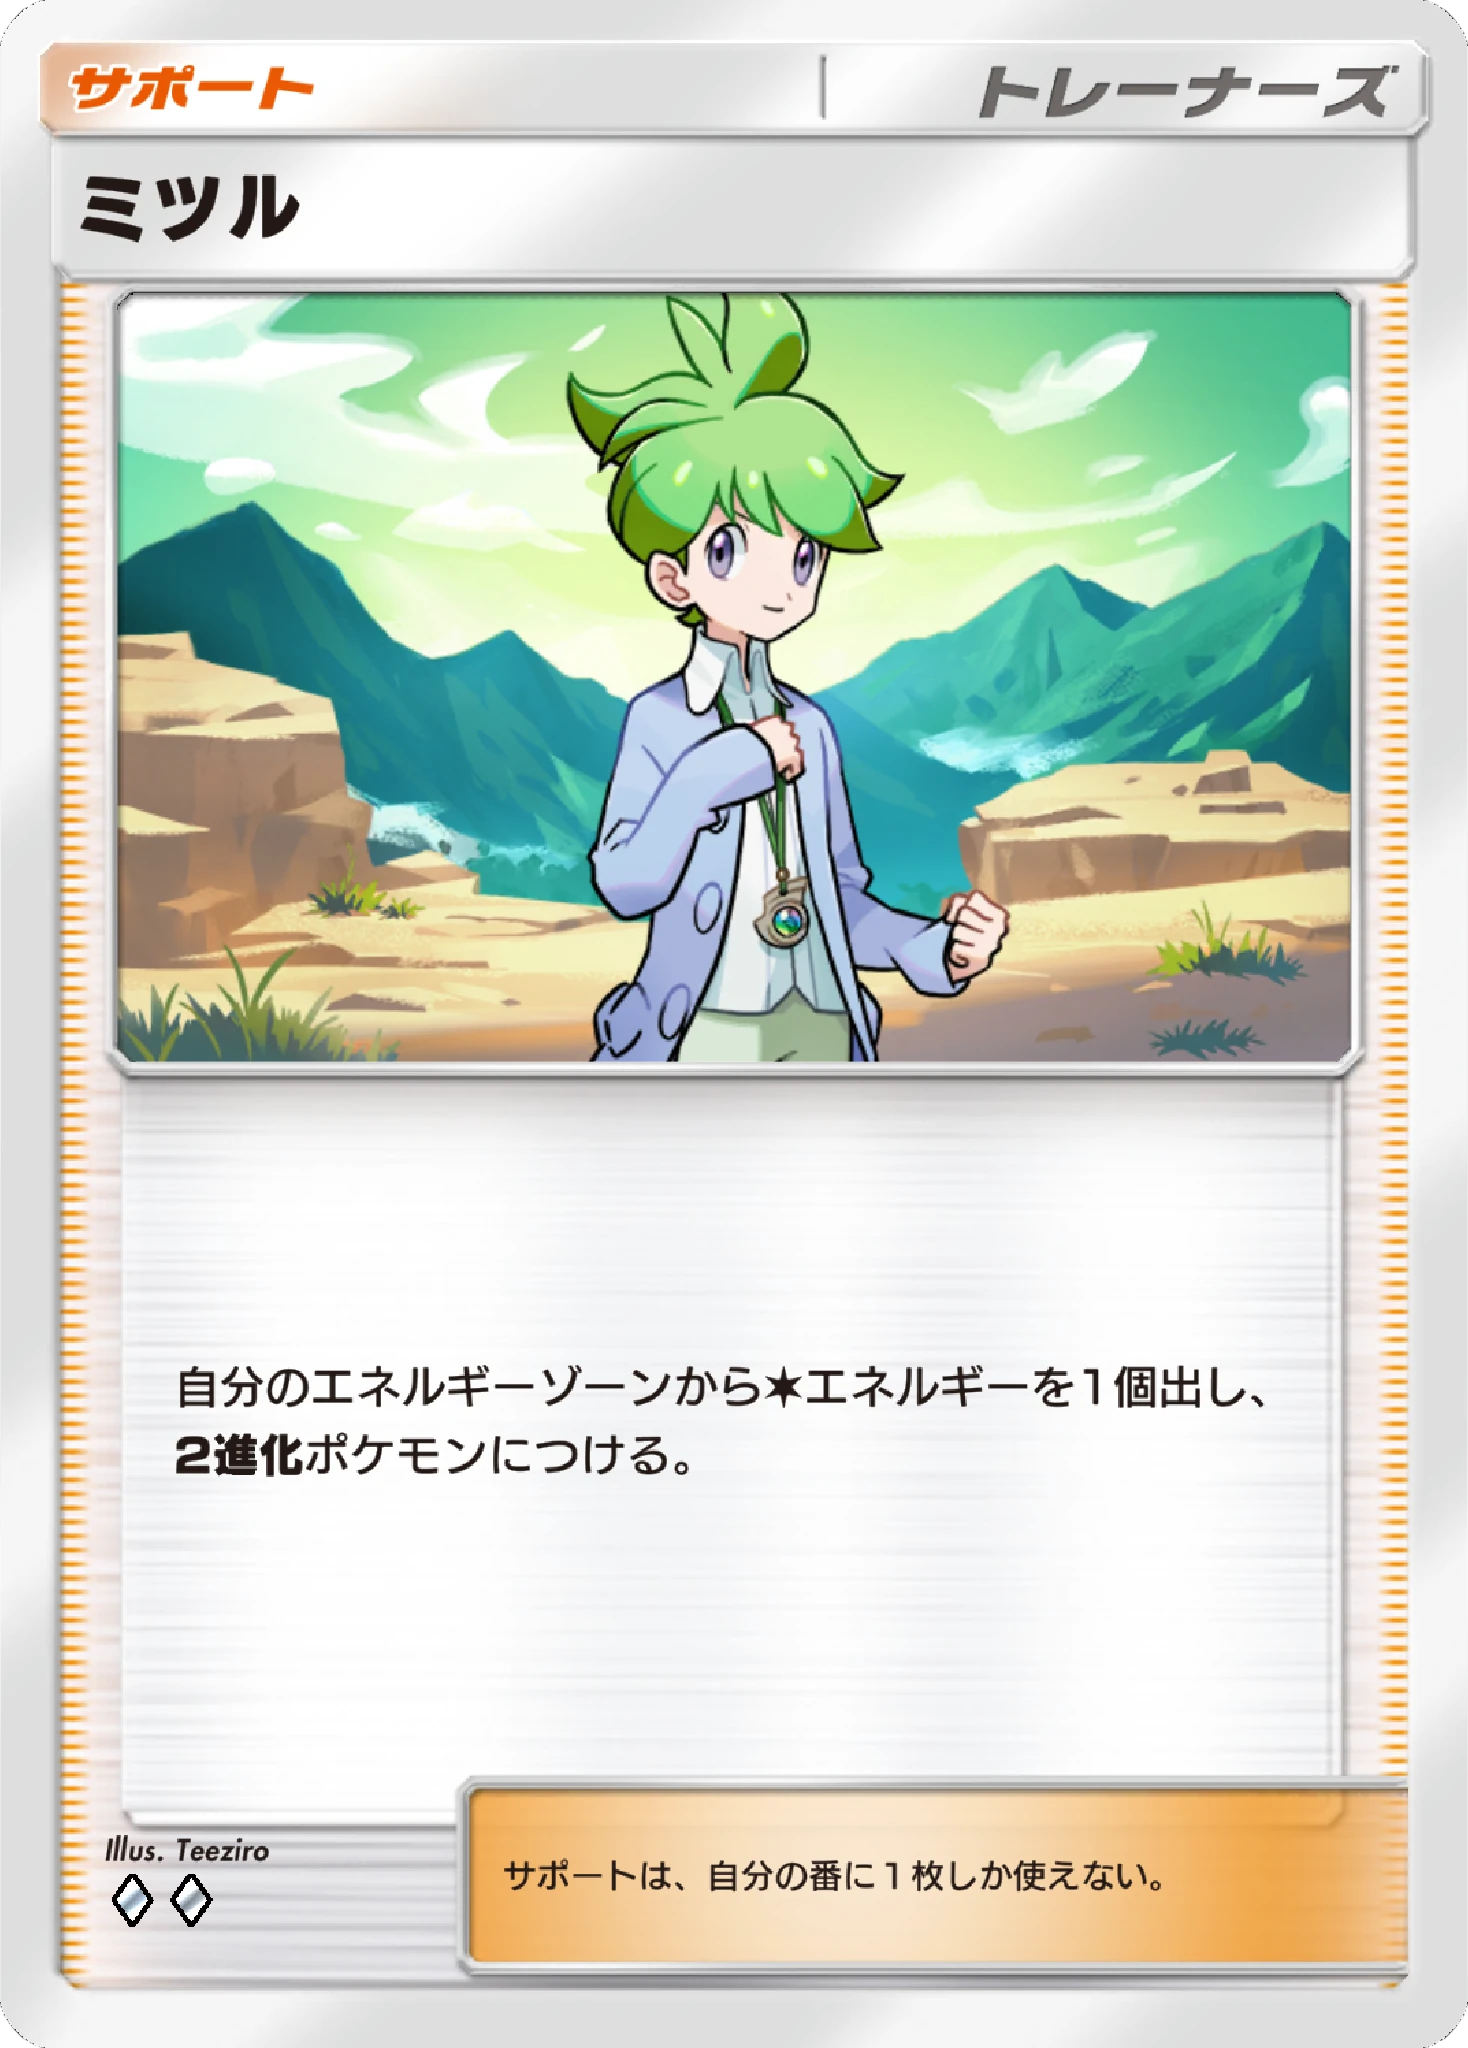 サポート
トレーナーズ
ミツル
自分のエネルギーゾーンから✶エネルギーを1個出し、
2進化ポケモンにつける。
Illus. Teeziro
サポートは、自分の番に1枚しか使えない。